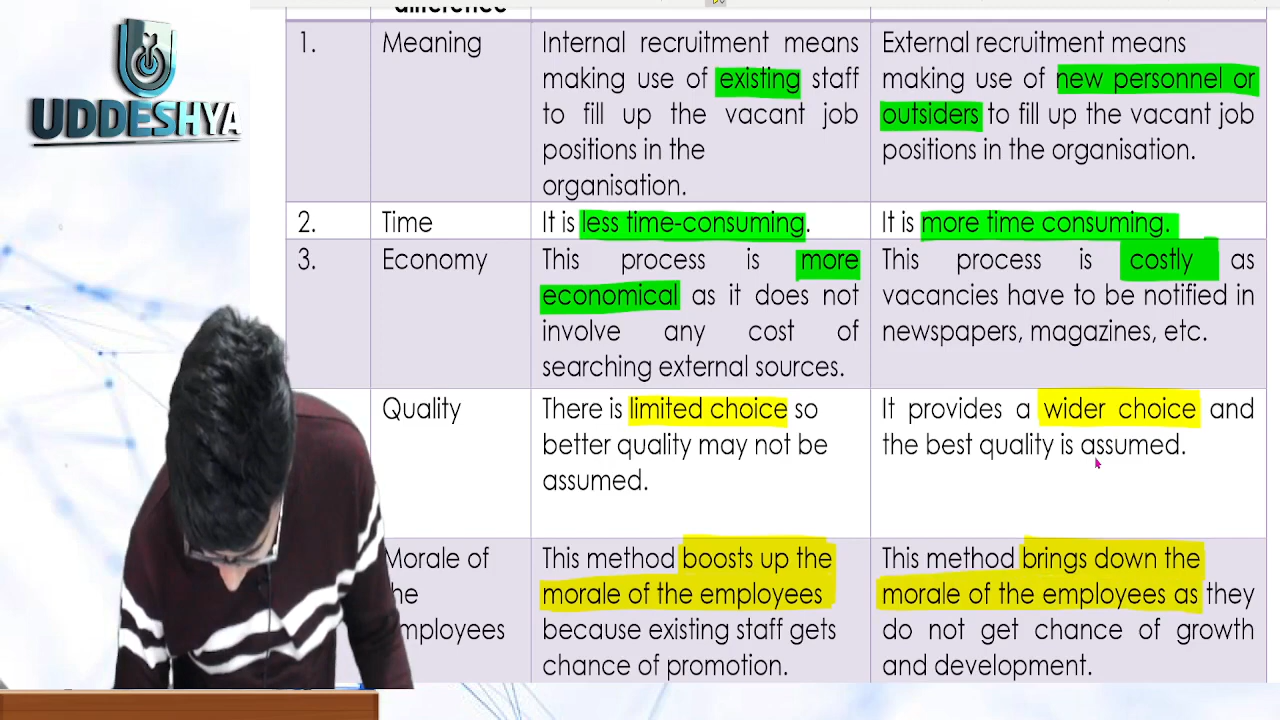 difference
UDDESHYA
1.
Meaning
Internal recruitment means
making use of existing staff
to fill up the vacant job
positions in the
organisation.
External recruitment means
making use of new personnel or
outsiders to fill up the vacant job
positions in the organisation.
2.
Time
It is less time-consuming.
It is more time consuming.
3.
Economy
This process is more
economical as it does not
involve any cost of
searching external sources.
This process is costly as
vacancies have to be notified in
newspapers, magazines, etc.
Quality
There is limited choice so
better quality may not be
assumed.
It provides a wider choice and
the best quality is assumed.
Morale of
he
mployees
This method boosts up the
morale of the employees
because existing staff gets
chance of promotion.
This method brings down the
morale of the employees as they
do not get chance of growth
and development.